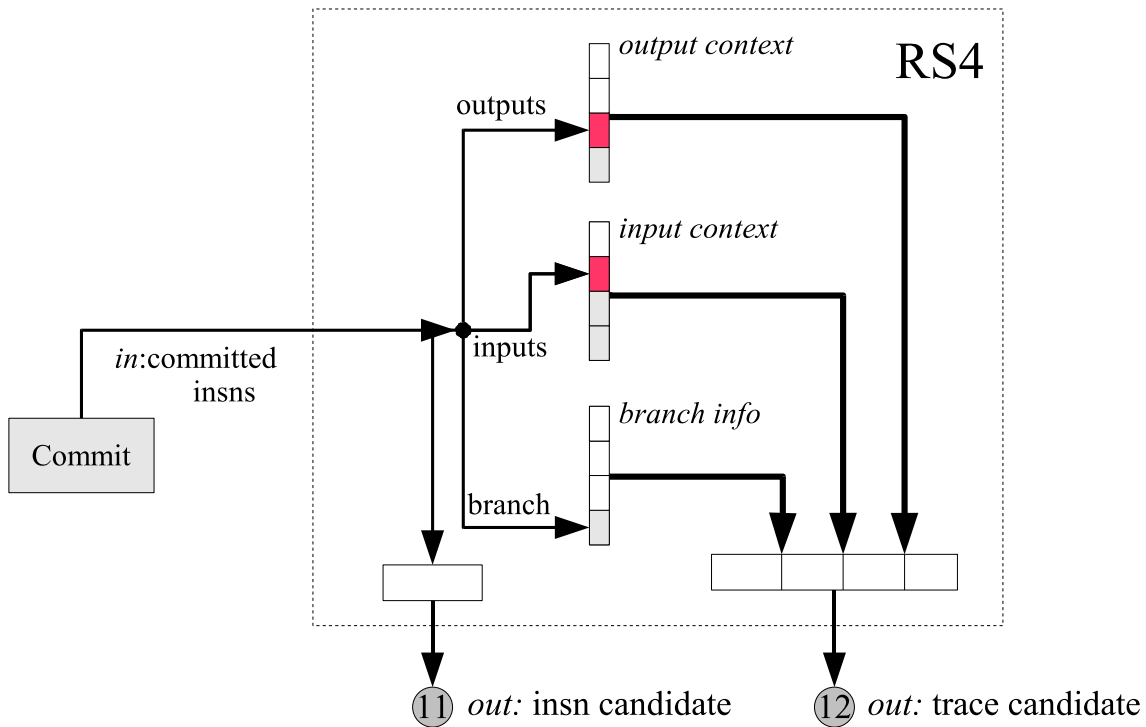 output context
RS4
outputs
input context
in:committed
insns
inputs
branch info
Commit
branch
11 out: insn candidate
12 out: trace candidate